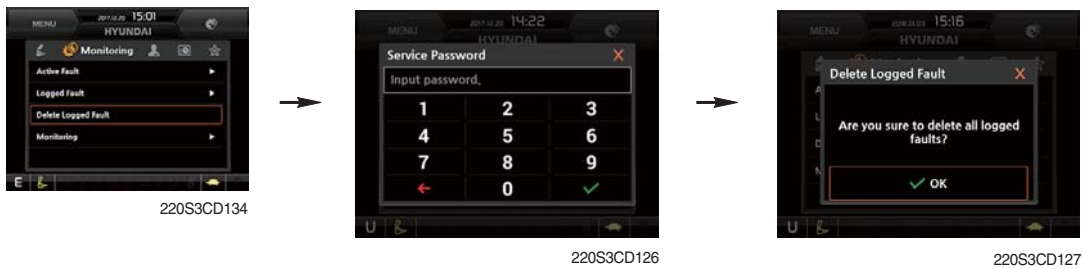 MENU
15:01
HYUNDAI
Monitoring
Active Fault
Logged Fault
Delete Logged Fault
Monitoring
E
220S3CD134
MENU
14:22
HYUNDAI
Service Password X
Input password.
1 2 3
4 5 6
7 8 9
0
U
220S3CD126
MENU
15:16
HYUNDAI
Delete Logged Fault X
Are you sure to delete all logged
faults?
OK
U
220S3CD127